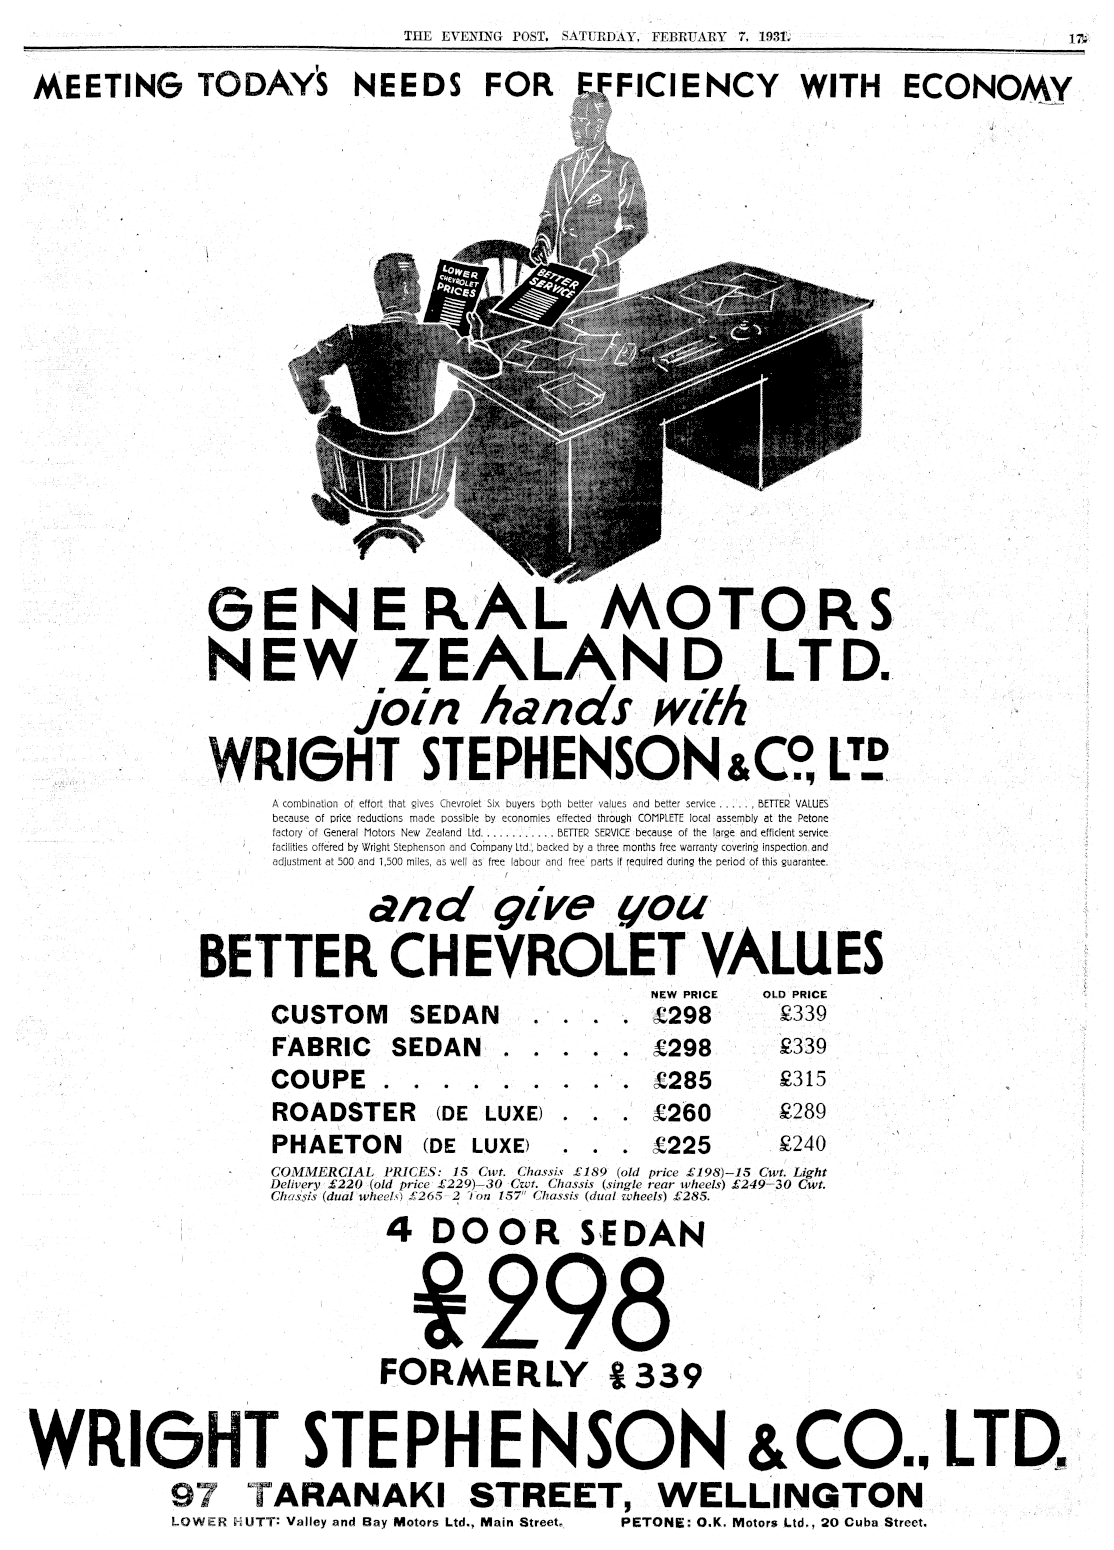 THE EVENING POST, SATURDAY, FEBRUARY 7, 1931.
17
MEETING TODAY'S NEEDS FOR EFFICIENCY WITH ECONOMY
LOWER
CHEVROLET
PRICES
BETTER
SERVICE
GENERAL MOTORS
NEW ZEALAND LTD.
join hands with
WRIGHT STEPHENSON & CO., LTD
A combination of effort that gives Chevrolet Six buyers both better values and better service . . . . . , BETTER VALUES
because of price reductions made possible by economies effected through COMPLETE local assembly at the Petone
factory of General Motors New Zealand Ltd. . . . . . . . . . . . BETTER SERVICE because of the large and efficient service
facilities offered by Wright Stephenson and Company Ltd., backed by a three months free warranty covering inspection and
adjustment at 500 and 1,500 miles, as well as free labour and free parts if required during the period of this guarantee.
and give you
BETTER CHEVROLET VALUES
NEW PRICE OLD PRICE
CUSTOM SEDAN . . . . £298 £339
FABRIC SEDAN . . . . . £298 £339
COUPE . . . . . . . . . £285 £315
ROADSTER (DE LUXE) . . . £260 £289
PHAETON (DE LUXE) . . . £225 £240
COMMERCIAL PRICES: 15 Cwt. Chassis £189 (old price £198)—15 Cwt. Light
Delivery £220 (old price £229)—30 Cwt. Chassis (single rear wheels) £249—30 Cwt.
Chassis (dual wheels) £265—2 Ton 157" Chassis (dual wheels) £285.
4 DOOR SEDAN
£298
FORMERLY £339
WRIGHT STEPHENSON & CO., LTD.
97 TARANAKI STREET, WELLINGTON
LOWER HUTT: Valley and Bay Motors Ltd., Main Street. PETONE: O.K. Motors Ltd., 20 Cuba Street.